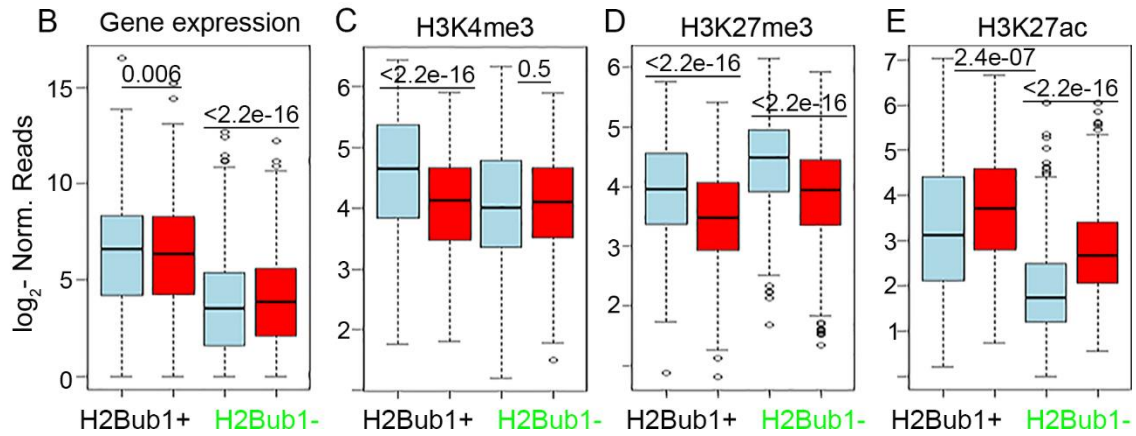 B Gene expression
log2- Norm. Reads
15
10
5
0
0.006
<2.2e-16
H2Bub1+ H2Bub1-
C H3K4me3
6
5
4
2
<2.2e-16
0.5
H2Bub1+ H2Bub1-
D H3K27me3
6
5
4
3
2
<2.2e-16
<2.2e-16
H2Bub1+ H2Bub1-
E H3K27ac
7
6
5
4
3
2
1
2.4e-07
<2.2e-16
H2Bub1+ H2Bub1-